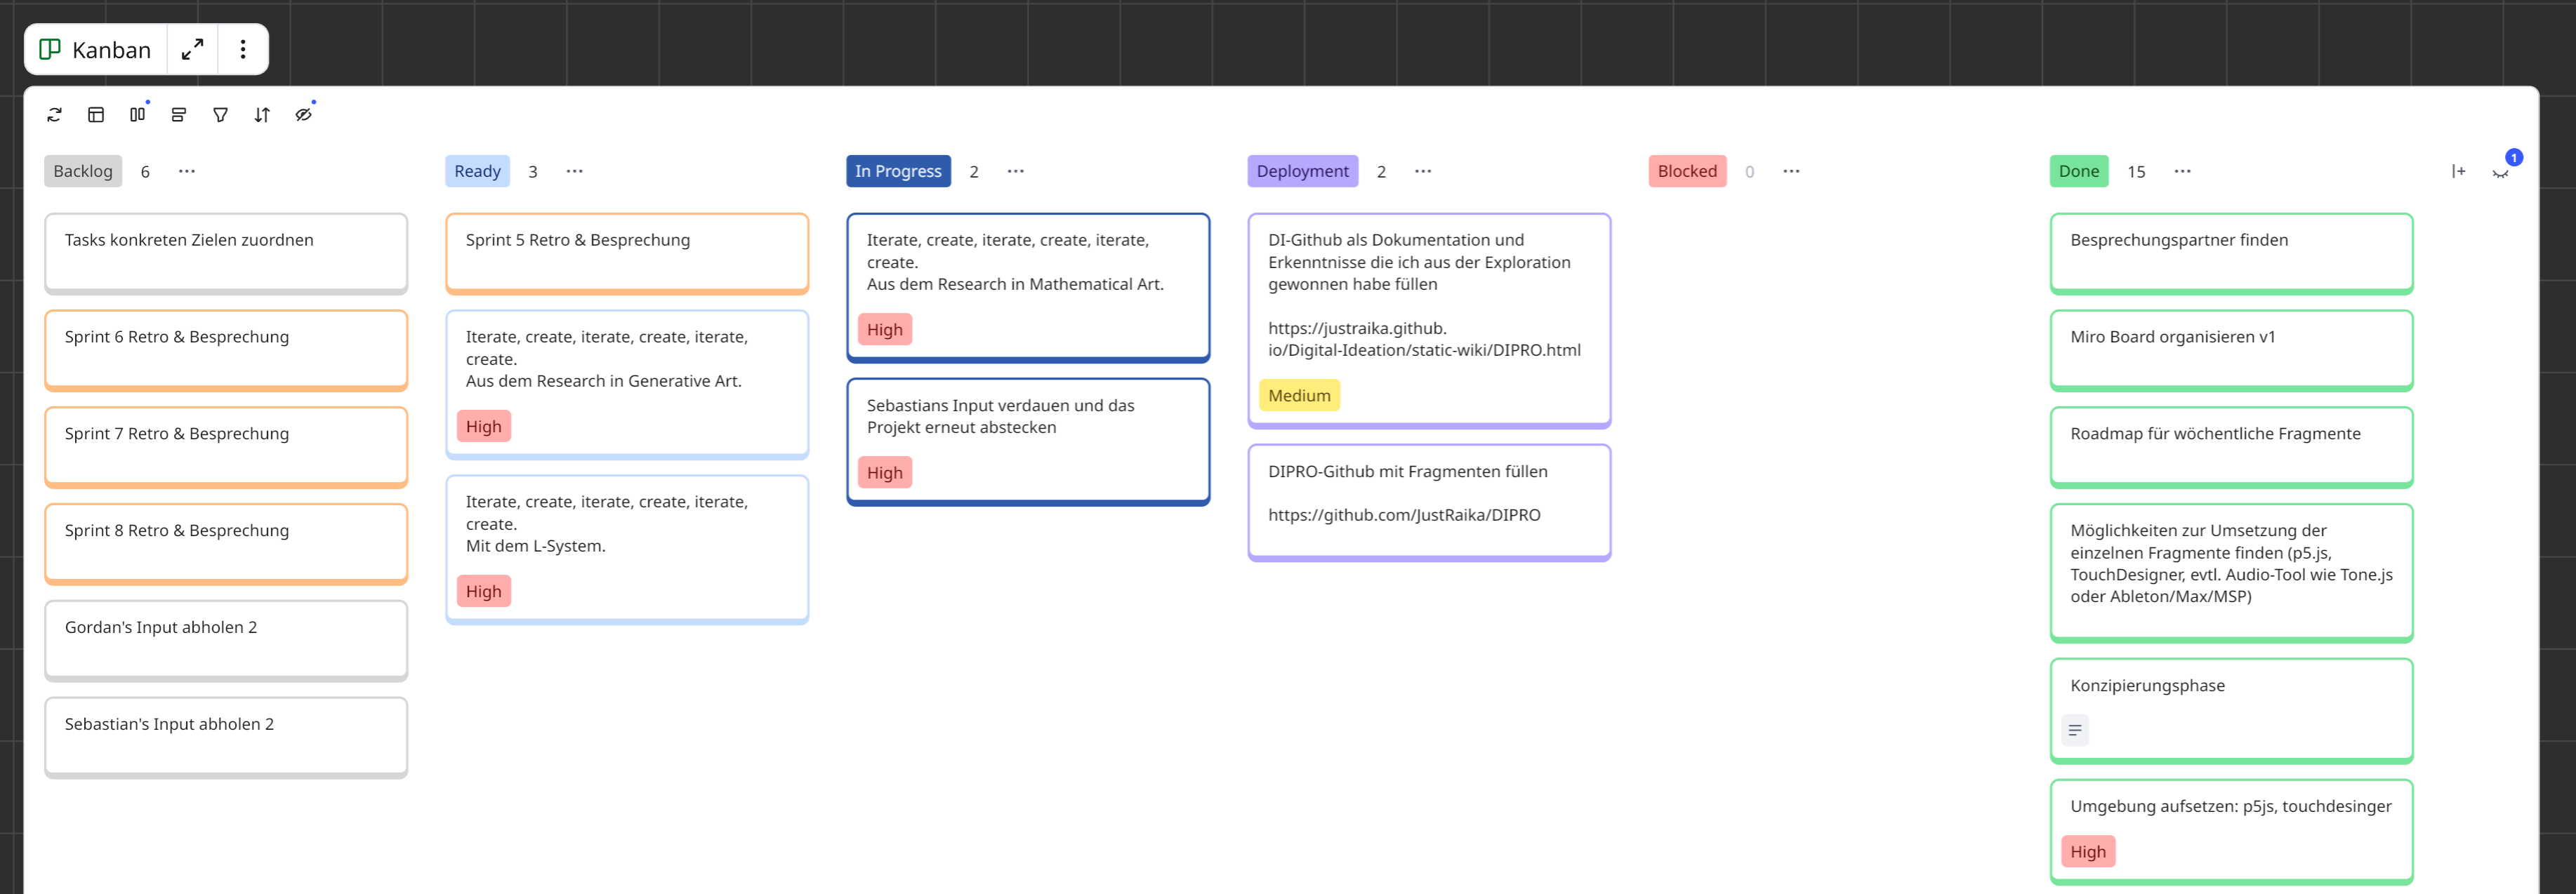 Kanban
1
Backlog 6
Tasks konkreten Zielen zuordnen
Sprint 6 Retro & Besprechung
Sprint 7 Retro & Besprechung
Sprint 8 Retro & Besprechung
Gordan's Input abholen 2
Sebastian's Input abholen 2
Ready 3
Sprint 5 Retro & Besprechung
Iterate, create, iterate, create, iterate,
create.
Aus dem Research in Generative Art.
High
Iterate, create, iterate, create, iterate,
create.
Mit dem L-System.
High
In Progress 2
Iterate, create, iterate, create, iterate,
create.
Aus dem Research in Mathematical Art.
High
Sebastians Input verdauen und das
Projekt erneut abstecken
High
Deployment 2
DI-Github als Dokumentation und
Erkenntnisse die ich aus der Exploration
gewonnen habe füllen
https://justraika.github.
io/Digital-Ideation/static-wiki/DIPRO.html
Medium
DIPRO-Github mit Fragmenten füllen
https://github.com/JustRaika/DIPRO
Blocked 0
Done 15
Besprechungspartner finden
Miro Board organisieren v1
Roadmap für wöchentliche Fragmente
Möglichkeiten zur Umsetzung der
einzelnen Fragmente finden (p5.js,
TouchDesigner, evtl. Audio-Tool wie Tone.js
oder Ableton/Max/MSP)
Konzipierungsphase
Umgebung aufsetzen: p5js, touchdesinger
High